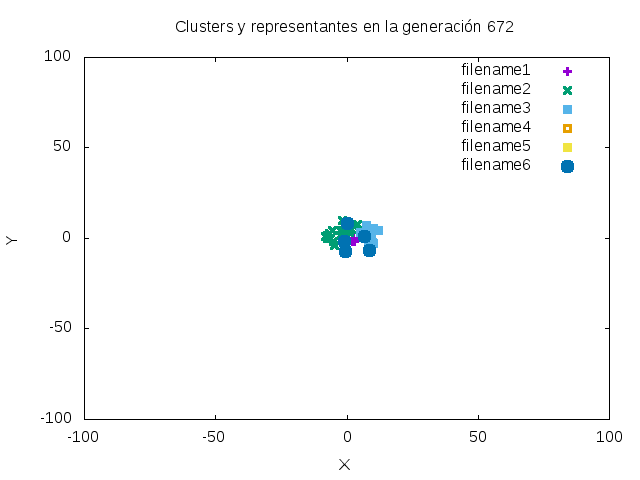 Clusters y representantes en la generación 672
100
50
0
-50
-100
-100
-50
0
50
100
Y
X
filename1
filename2
filename3
filename4
filename5
filename6